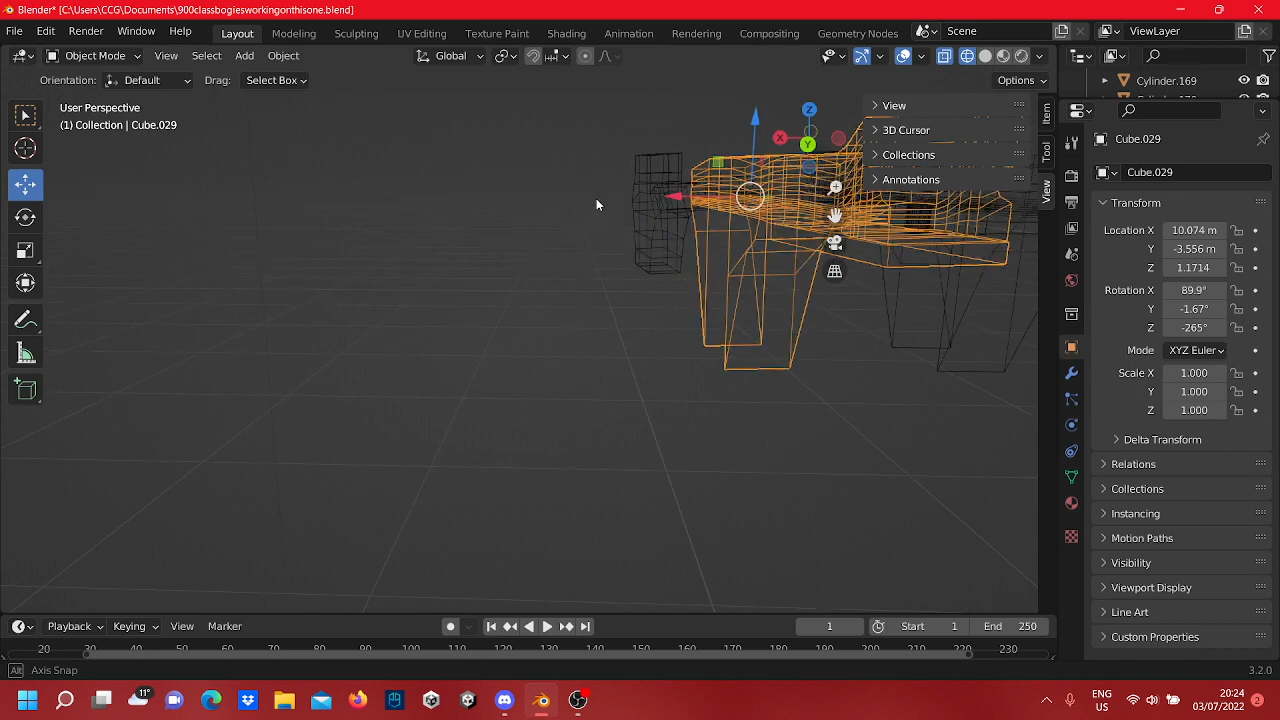 Blender* [C:\Users\CCG\Documents\900classbogiesworkingonthisone.blend]
File Edit Render Window Help Layout Modeling Sculpting UV Editing Texture Paint Shading Animation Rendering Compositing Geometry Nodes Scene ViewLayer
Object Mode View Select Add Object Global
Orientation: Default Drag: Select Box Options
Cylinder.169
User Perspective
(1) Collection | Cube.029
View
3D Cursor
Collections
Annotations
Item
Tool
View
X
Y
Z
Cube.029
Cube.029
Transform
Location X 10.074 m
Y -3.556 m
Z 1.1714
Rotation X 89.9°
Y -1.67°
Z -265°
Mode XYZ Euler
Scale X 1.000
Y 1.000
Z 1.000
Delta Transform
Relations
Collections
Instancing
Motion Paths
Visibility
Viewport Display
Line Art
Custom Properties
Playback Keying View Marker 1 Start 1 End 250
20 90 100 110 120 130 140 150 160 170 180 190 200 210 220 230
Alt Axis Snap 3.2.0
11°
ENG
US
20:24
03/07/2022
2